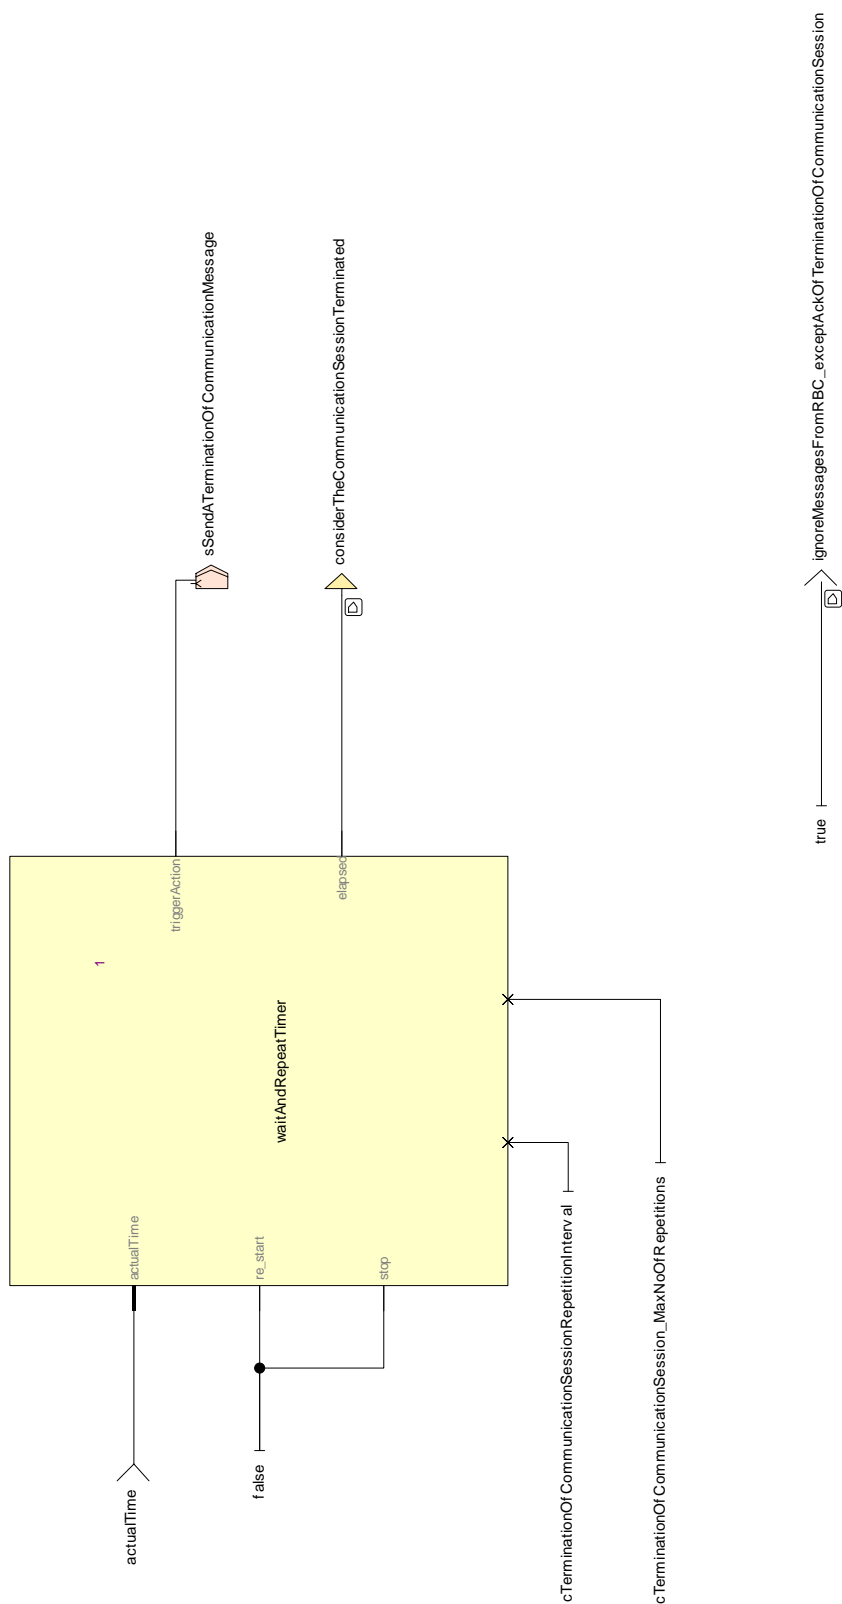 actualTime
false
cTerminationOfCommunicationSessionRepetitionInterval
cTerminationOfCommunicationSession_MaxNoOfRepetitions
actualTime
re_start
stop
waitAndRepeatTimer
1
triggerAction
elapsed
sSendATerminationOfCommunicationMessage
considerTheCommunicationSessionTerminated
true
ignoreMessagesFromRBC_exceptAckOfTerminationOfCommunicationSession